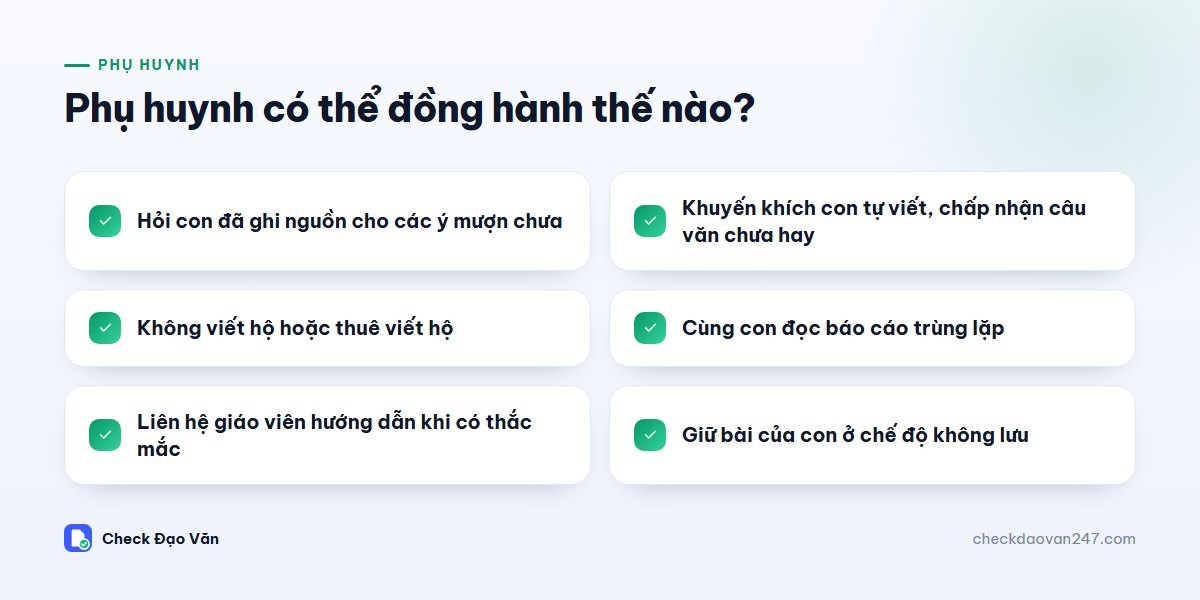 PHỤ HUYNH
Phụ huynh có thể đồng hành thế nào?
Hỏi con đã ghi nguồn cho các ý mượn chưa
Khuyến khích con tự viết, chấp nhận câu
văn chưa hay
Không viết hộ hoặc thuê viết hộ
Cùng con đọc báo cáo trùng lặp
Liên hệ giáo viên hướng dẫn khi có thắc
mắc
Giữ bài của con ở chế độ không lưu
Check Đạo Văn
checkdaovan247.com